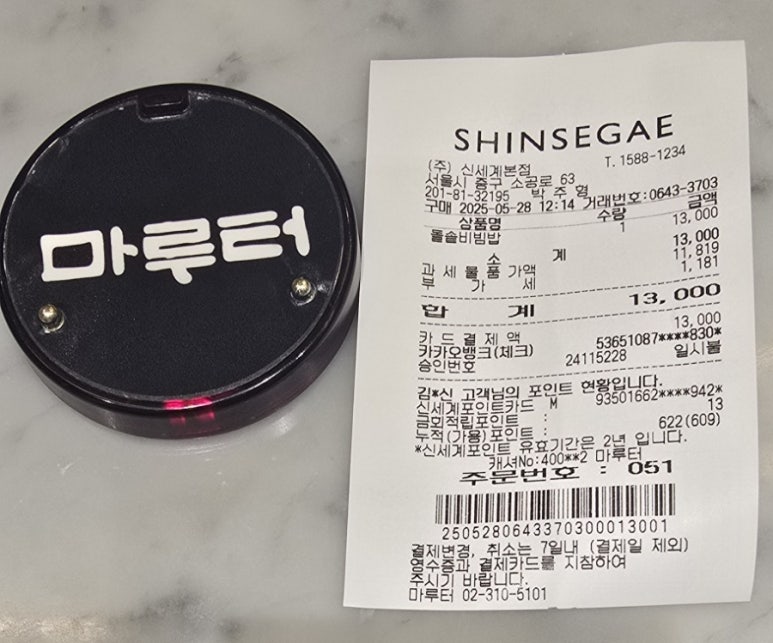 마루터
SHINSEGAE
T. 1588-1234
(주) 신세계본점
서울시 중구 소공로 63
201-81-32195 박 주 형
구매 2025-05-28 12:14 거래번호:0643-3703
상품명 수량 금액
돌솥비빔밥 1 13,000
소 계 13,000
과 세 물 품 가액 11,819
부 가 세 1,181
합 계 13,000
카 드 결 제 액 13,000
카카오뱅크(체크) 53651087****830*
승인번호 24115228 일시불
김*신 고객님의 포인트 현황입니다.
신세계포인트카드 M 93501662****942*
금회적립포인트 : 13
누적(가용)포인트 : 622(609)
*신세계포인트 유효기간은 2년 입니다.
캐셔No:400**2 마루터
주문번호 : 051
25052806433703000013001
결제변경, 취소는 7일내 (결제일 제외)
영수증과 결제카드를 지참하여
주시기 바랍니다.
마루터 02-310-5101